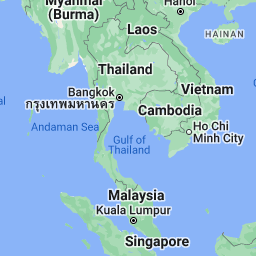 Myanmar
(Burma)
Hanoi
Laos
HAINAN
Thailand
Bangkok
กรุงเทพมหานคร
Vietnam
Cambodia
Andaman Sea
Ho Chi
Minh City
Gulf of
Thailand
Malaysia
Kuala Lumpur
Singapore